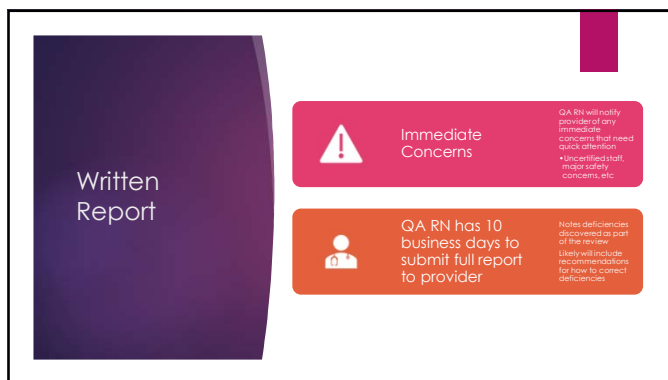 Written
Report
Immediate
Concerns
QA RN will notify
provider of any
immediate
concerns that need
quick attention
•Uncertified staff,
major safety
concerns, etc
QA RN has 10
business days to
submit full report
to provider
Notes deficiencies
discovered as part
of the review
Likely will include
recommendations
for how to correct
deficiencies